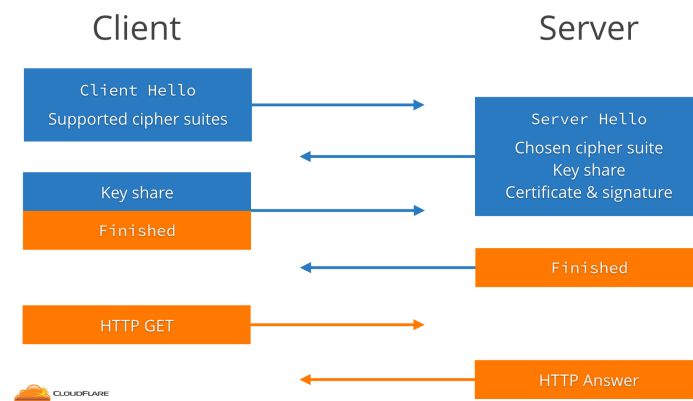 Client
Server
Client Hello
Supported cipher suites
Server Hello
Chosen cipher suite
Key share
Certificate & signature
Key share
Finished
Finished
HTTP GET
HTTP Answer
CLOUDFLARE